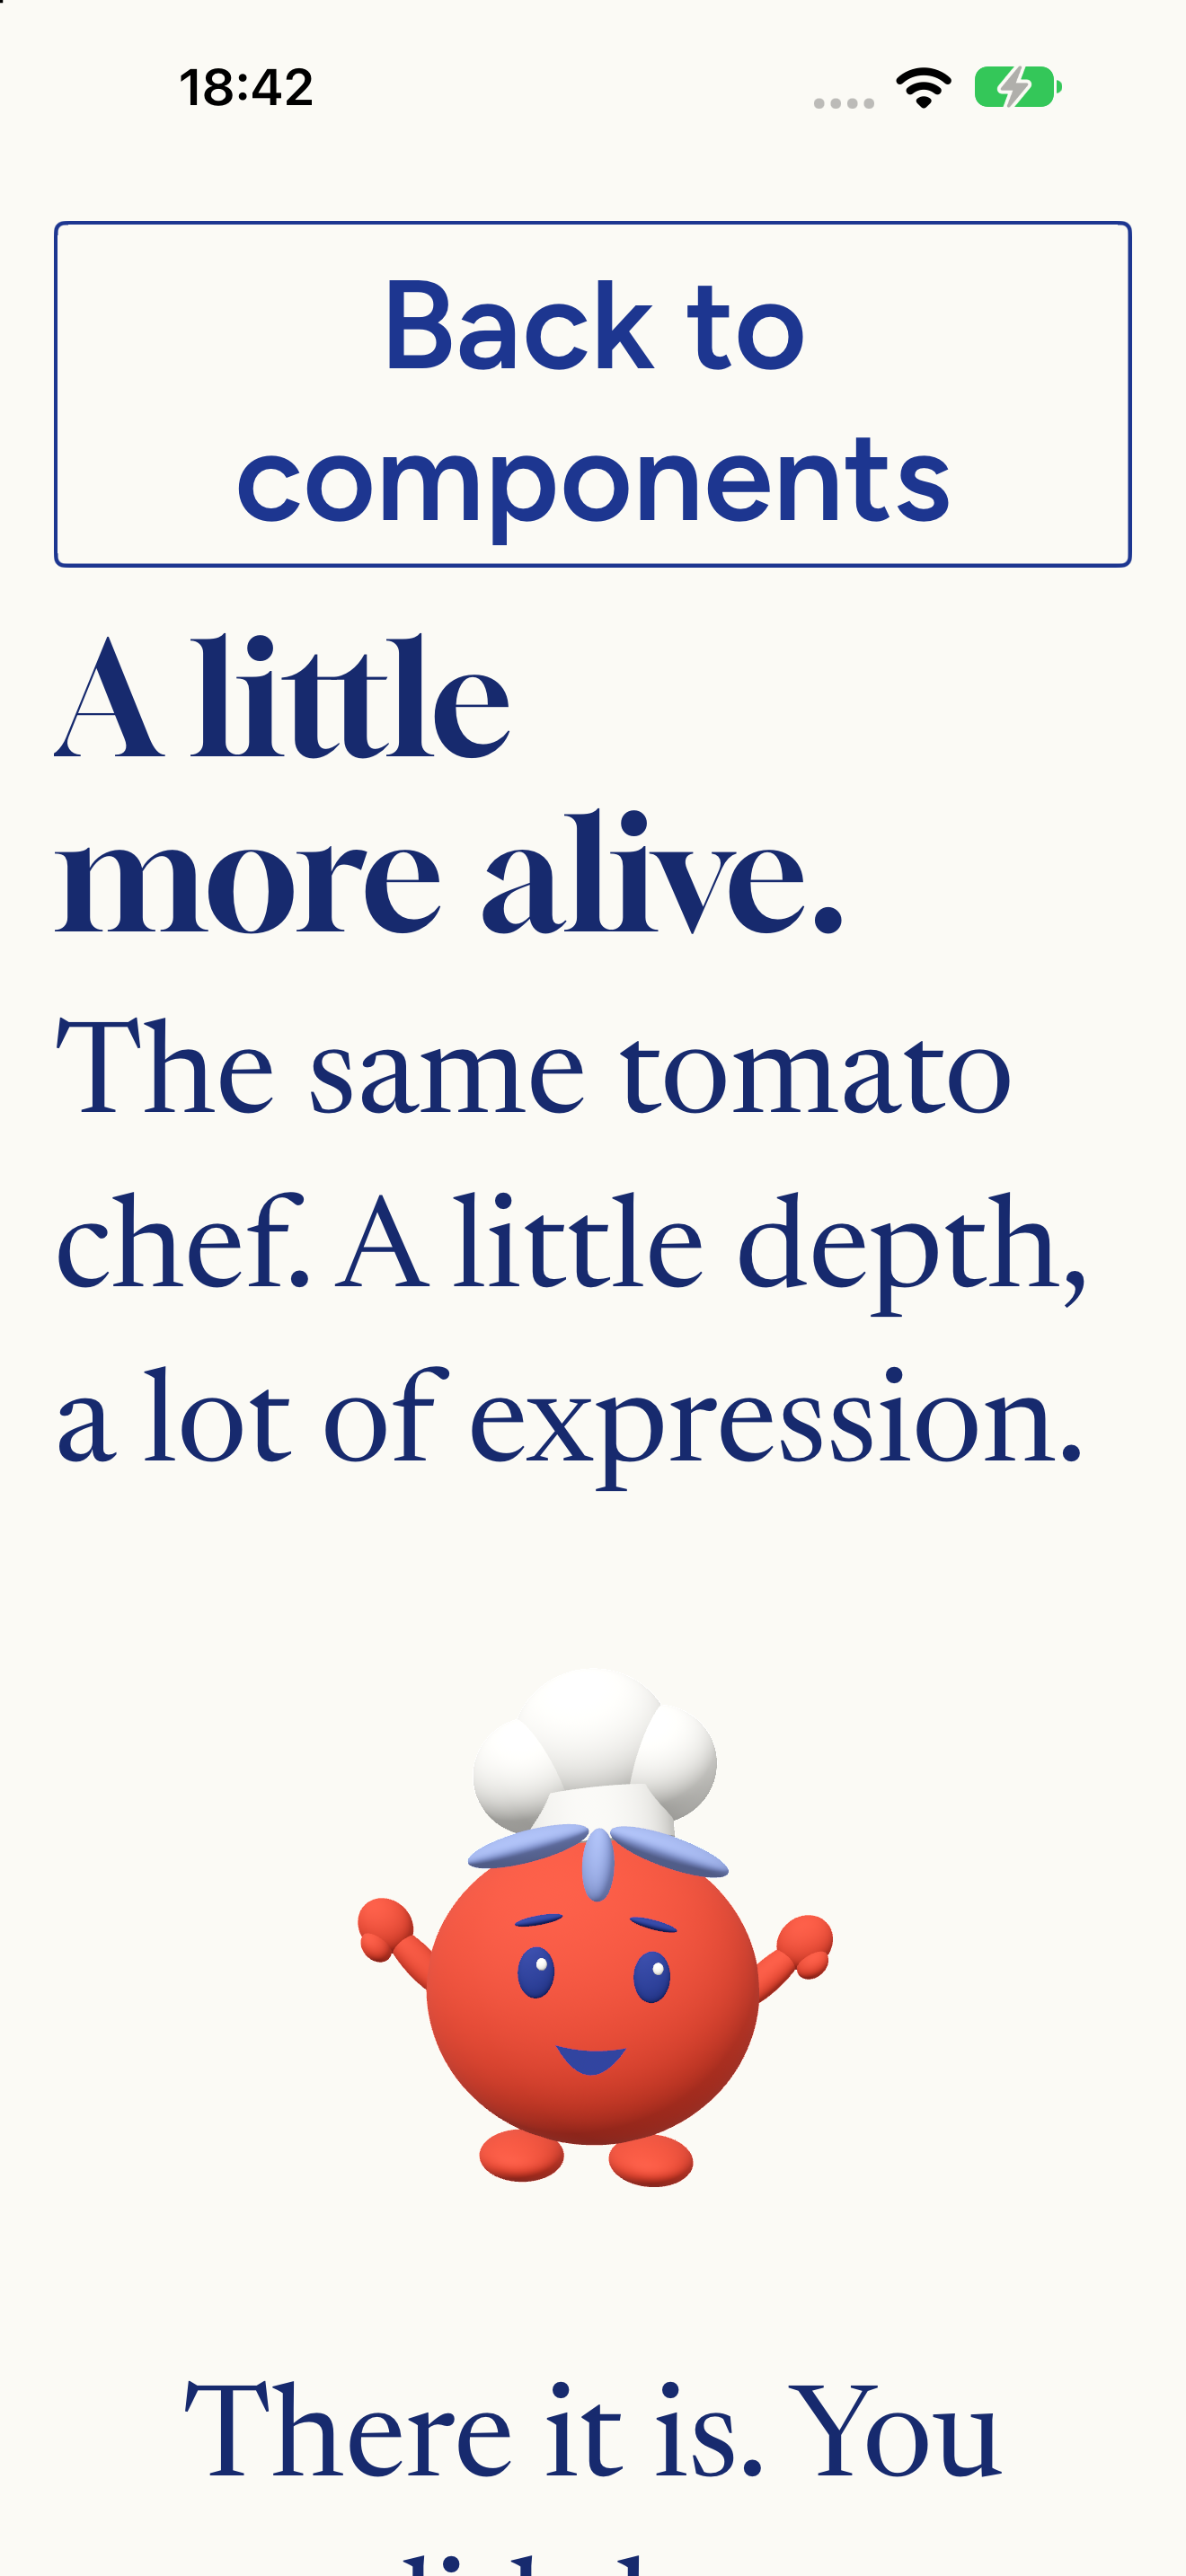 18:42
Back to
components
A little
more alive.
The same tomato
chef. A little depth,
a lot of expression.
There it is. You